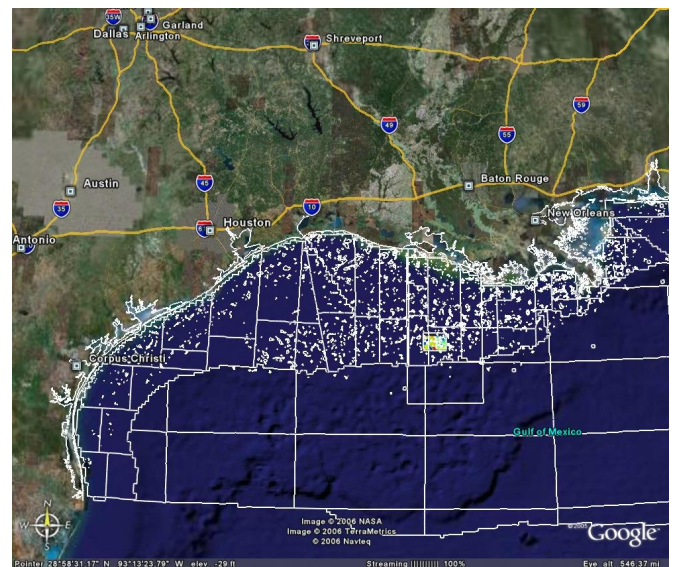 35W
Garland
Dallas
Arlington
Shreveport
49
59
55
Baton Rouge
Austin
45
35
10
New Orleans
Houston
Antonio
Corpus Christi
Gulf of Mexico
N
W E
S
Image © 2006 NASA
Image © 2006 TerraMetrics
© 2006 Navteq
Google
Pointer 28°58'31.17" N 93°13'23.79" W elev -29 ft Streaming |||||||||| 100% Eye alt 546.37 mi